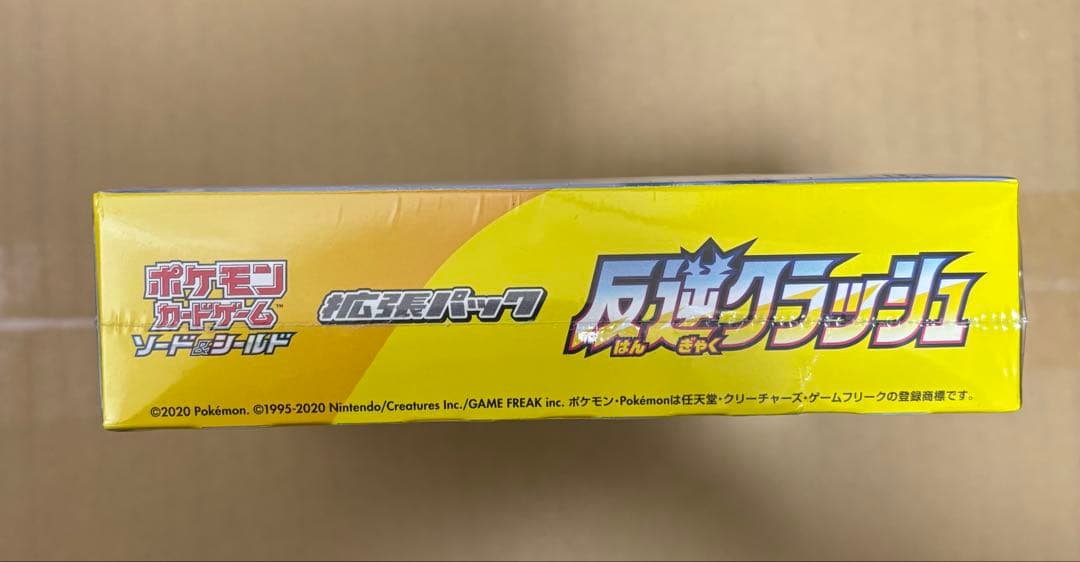 ポケモン
カードゲーム™
ソード&シールド
拡張パック
反逆クラッシュ
はん ぎゃく
©2020 Pokémon. ©1995-2020 Nintendo/Creatures Inc./GAME FREAK inc. ポケモン・Pokémonは任天堂・クリーチャーズ・ゲームフリークの登録商標です。